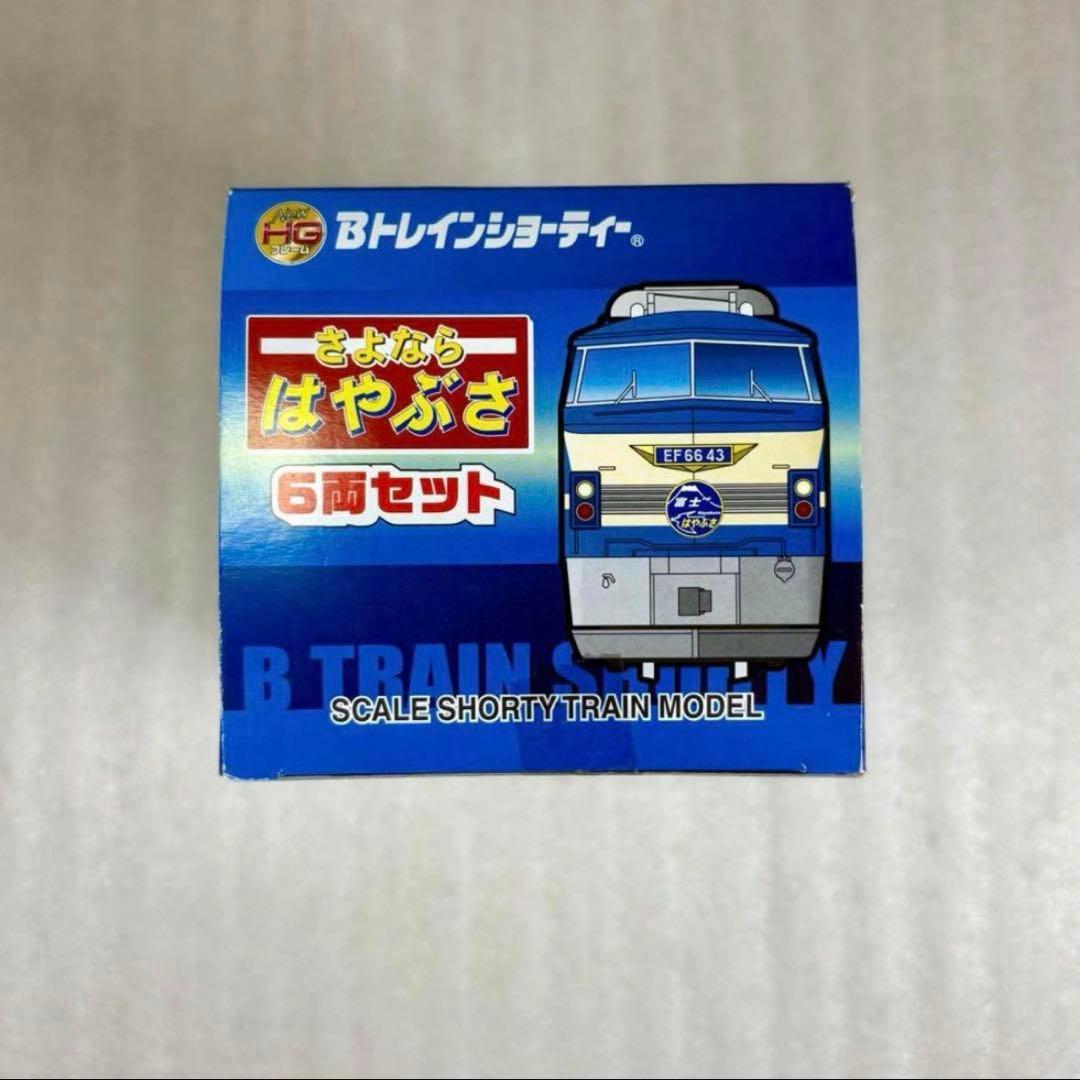 New
HG
フレーム
Bトレインショーティー®
さよなら
はやぶさ
6両セット
EF66 43
富士
はやぶさ
B TRAIN SHORTY
SCALE SHORTY TRAIN MODEL